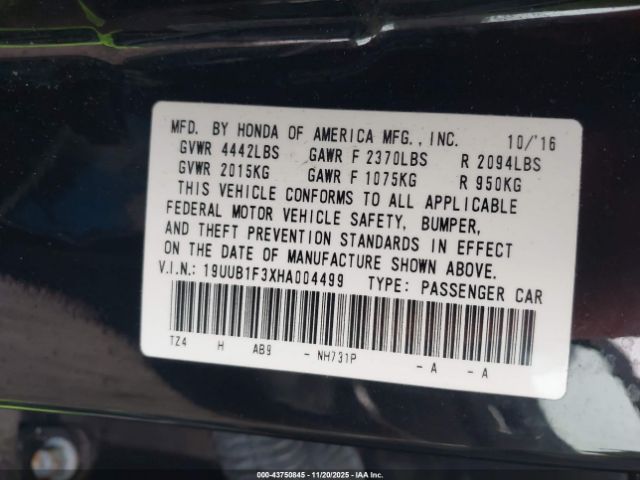 MFD. BY HONDA OF AMERICA MFG., INC. 10/'16
GVWR 4442LBS GAWR F 2370LBS R 2094LBS
GVWR 2015KG GAWR F 1075KG R 950KG
THIS VEHICLE CONFORMS TO ALL APPLICABLE
FEDERAL MOTOR VEHICLE SAFETY, BUMPER,
AND THEFT PREVENTION STANDARDS IN EFFECT
ON THE DATE OF MANUFACTURE SHOWN ABOVE.
V.I.N.: 19UUB1F3XHA004499 TYPE: PASSENGER CAR
TZ4 H AB9 - NH731P - A - A
000-43750845 - 11/20/2025 - IAA Inc.